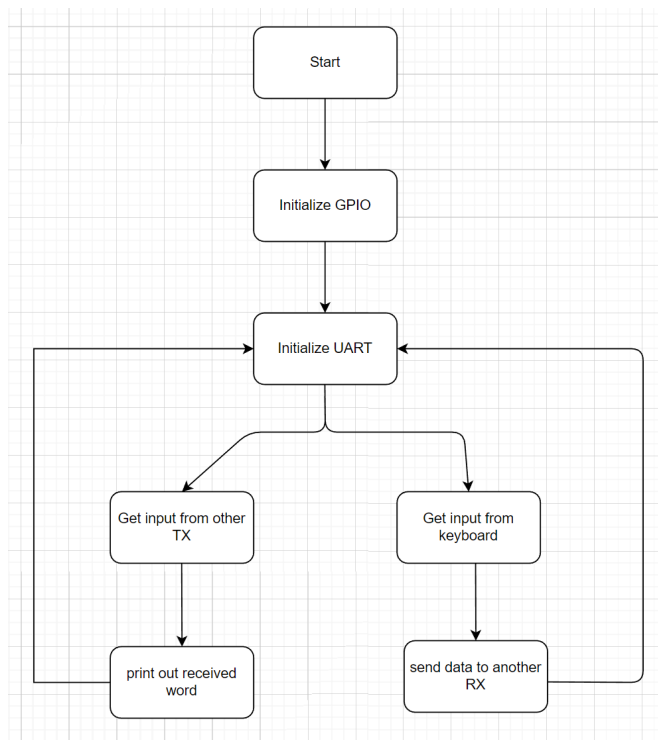 Start
Initialize GPIO
Initialize UART
Get input from other
TX
Get input from
keyboard
print out received
word
send data to another
RX